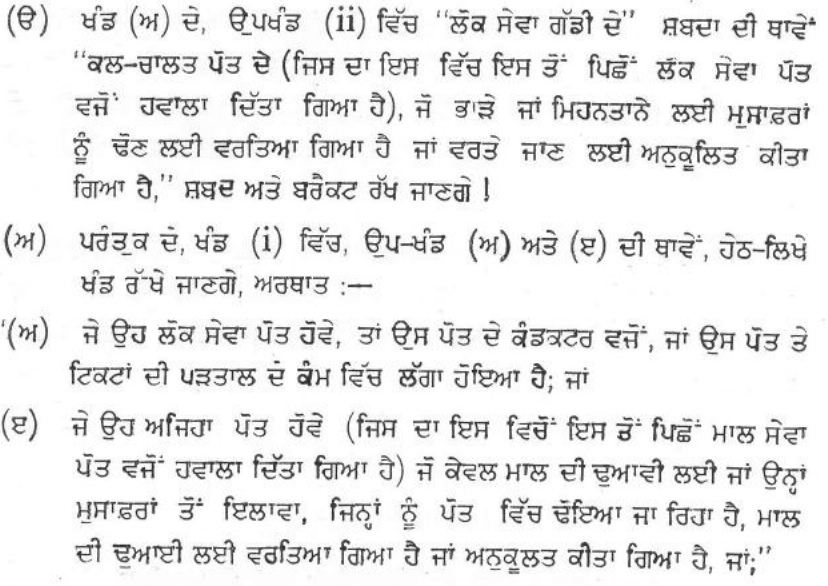 (ੳ) ਖੰਡ (ਅ) ਦੇ, ਉਪਖੰਡ (ii) ਵਿੱਚ “ਲੋਕ ਸੇਵਾ ਗੱਡੀ ਦੇ” ਸ਼ਬਦਾ ਦੀ ਥਾਵੇਂ
“ਕਲ-ਚਾਲਤ ਪੋਤ ਦੇ (ਜਿਸ ਦਾ ਇਸ ਵਿੱਚ ਇਸ ਤੋਂ ਪਿਛੋਂ ਲੋਕ ਸੇਵਾ ਪੋਤ
ਵਜੋਂ ਹਵਾਲਾ ਦਿੱਤਾ ਗਿਆ ਹੈ), ਜੋ ਭਾੜੇ ਜਾਂ ਮਿਹਨਤਾਨੇ ਲਈ ਮੁਸਾਫ਼ਰਾਂ
ਨੂੰ ਢੋਣ ਲਈ ਵਰਤਿਆ ਗਿਆ ਹੈ ਜਾਂ ਵਰਤੇ ਜਾਣ ਲਈ ਅਨੁਕੂਲਿਤ ਕੀਤਾ
ਗਿਆ ਹੈ,” ਸ਼ਬਦ ਅਤੇ ਬਰੈਕਟ ਰੱਖ ਜਾਣਗੇ !
(ਅ) ਪਰੰਤੁਕ ਦੇ, ਖੰਡ (i) ਵਿੱਚ, ਉਪ-ਖੰਡ (ਅ) ਅਤੇ (ੲ) ਦੀ ਥਾਵੇਂ, ਹੇਠ-ਲਿਖੇ
ਖੰਡ ਰੱਖੇ ਜਾਣਗੇ, ਅਰਥਾਤ :—
‘(ਅ) ਜੇ ਉਹ ਲੋਕ ਸੇਵਾ ਪੋਤ ਹੋਵੇ, ਤਾਂ ਉਸ ਪੋਤ ਦੇ ਕੰਡਕਟਰ ਵਜੋਂ, ਜਾਂ ਉਸ ਪੋਤ ਤੇ
ਟਿਕਟਾਂ ਦੀ ਪੜਤਾਲ ਦੇ ਕੰਮ ਵਿੱਚ ਲੱਗਾ ਹੋਇਆ ਹੈ; ਜਾਂ
(ੲ) ਜੇ ਉਹ ਅਜਿਹਾ ਪੋਤ ਹੋਵੇ (ਜਿਸ ਦਾ ਇਸ ਵਿਚੋਂ ਇਸ ਤੋਂ ਪਿਛੋਂ ਮਾਲ ਸੇਵਾ
ਪੋਤ ਵਜੋਂ ਹਵਾਲਾ ਦਿੱਤਾ ਗਿਆ ਹੈ) ਜੋ ਕੇਵਲ ਮਾਲ ਦੀ ਢੁਆਵੀ ਲਈ ਜਾਂ ਉਨ੍ਹਾਂ
ਮੁਸਾਫ਼ਰਾਂ ਤੋਂ ਇਲਾਵਾ, ਜਿਨ੍ਹਾਂ ਨੂੰ ਪੋਤ ਵਿੱਚ ਢੋਇਆ ਜਾ ਰਿਹਾ ਹੈ, ਮਾਲ
ਦੀ ਢੁਆਈ ਲਈ ਵਰਤਿਆ ਗਿਆ ਹੈ ਜਾਂ ਅਨੁਕੂਲਤ ਕੀਤਾ ਗਿਆ ਹੈ, ਜਾਂ;”